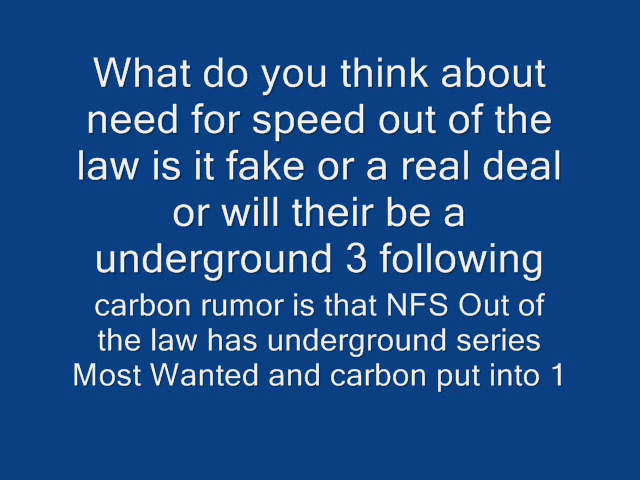 What do you think about
need for speed out of the
law is it fake or a real deal
or will their be a
underground 3 following
carbon rumor is that NFS Out of
the law has underground series
Most Wanted and carbon put into 1